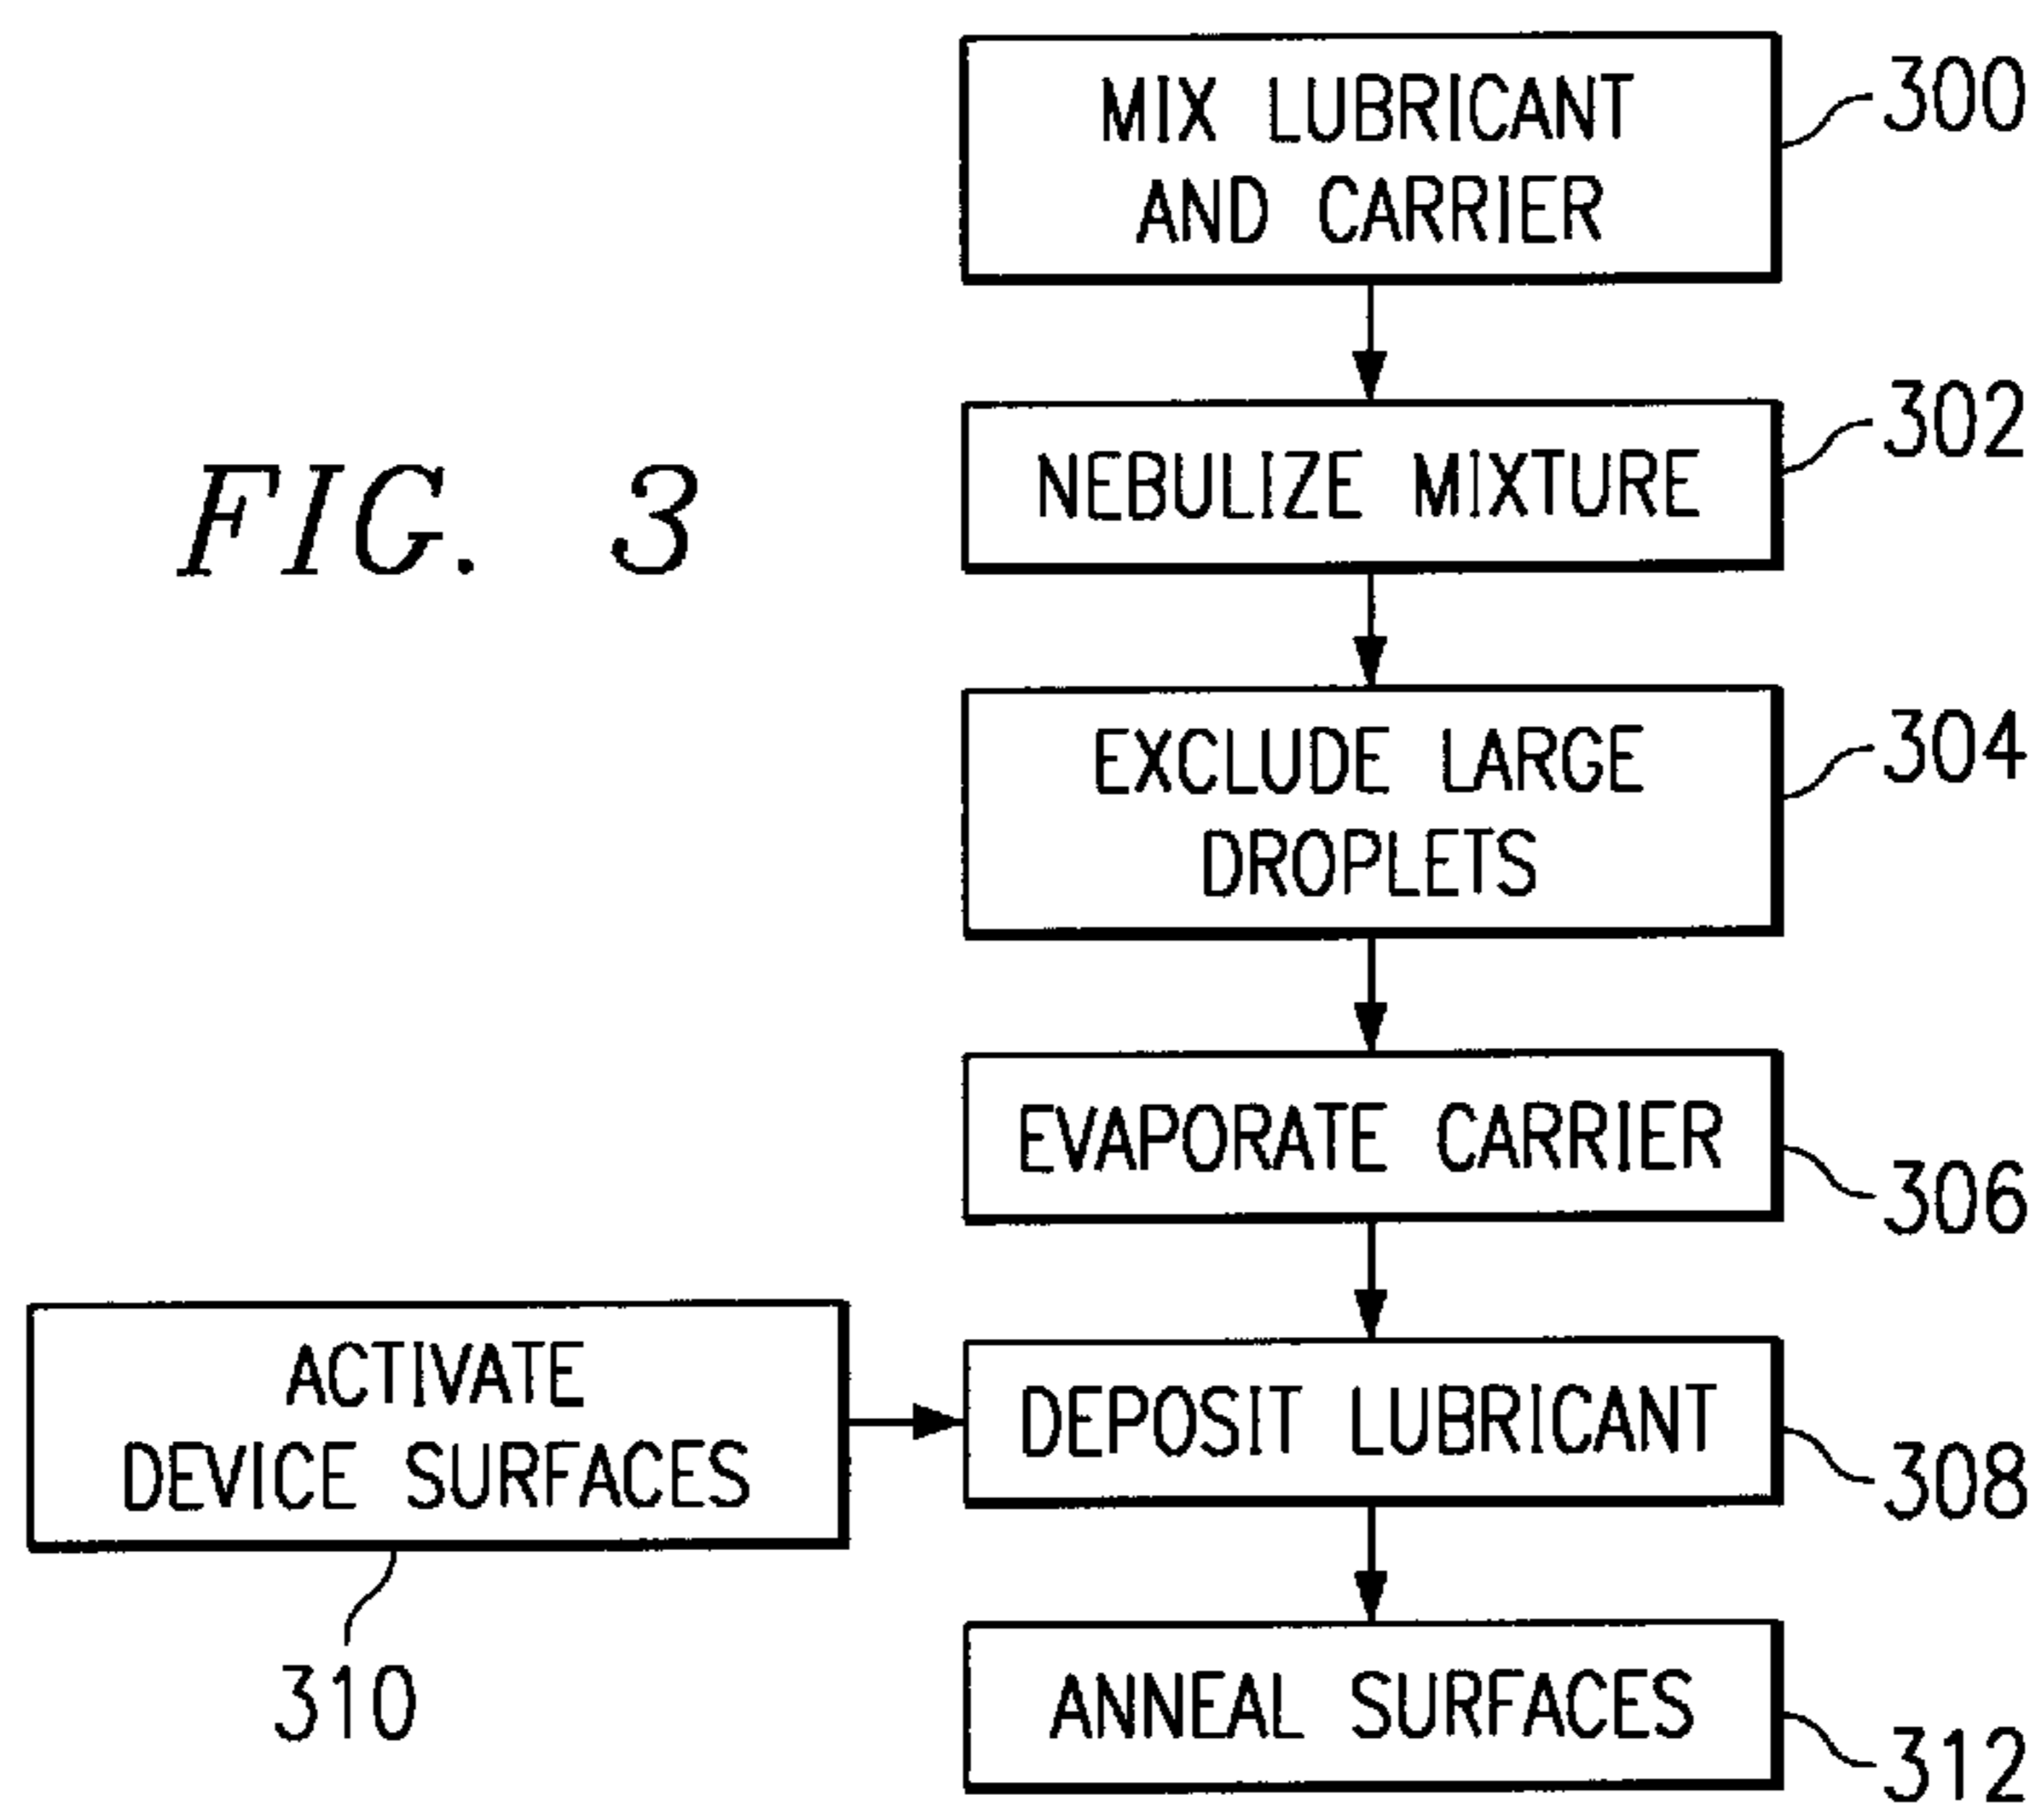 MIX LUBRICANT
AND CARRIER
300
NEBULIZE MIXTURE
302
FIG. 3
EXCLUDE LARGE
DROPLETS
304
EVAPORATE CARRIER
306
ACTIVATE
DEVICE SURFACES
310
DEPOSIT LUBRICANT
308
ANNEAL SURFACES
312